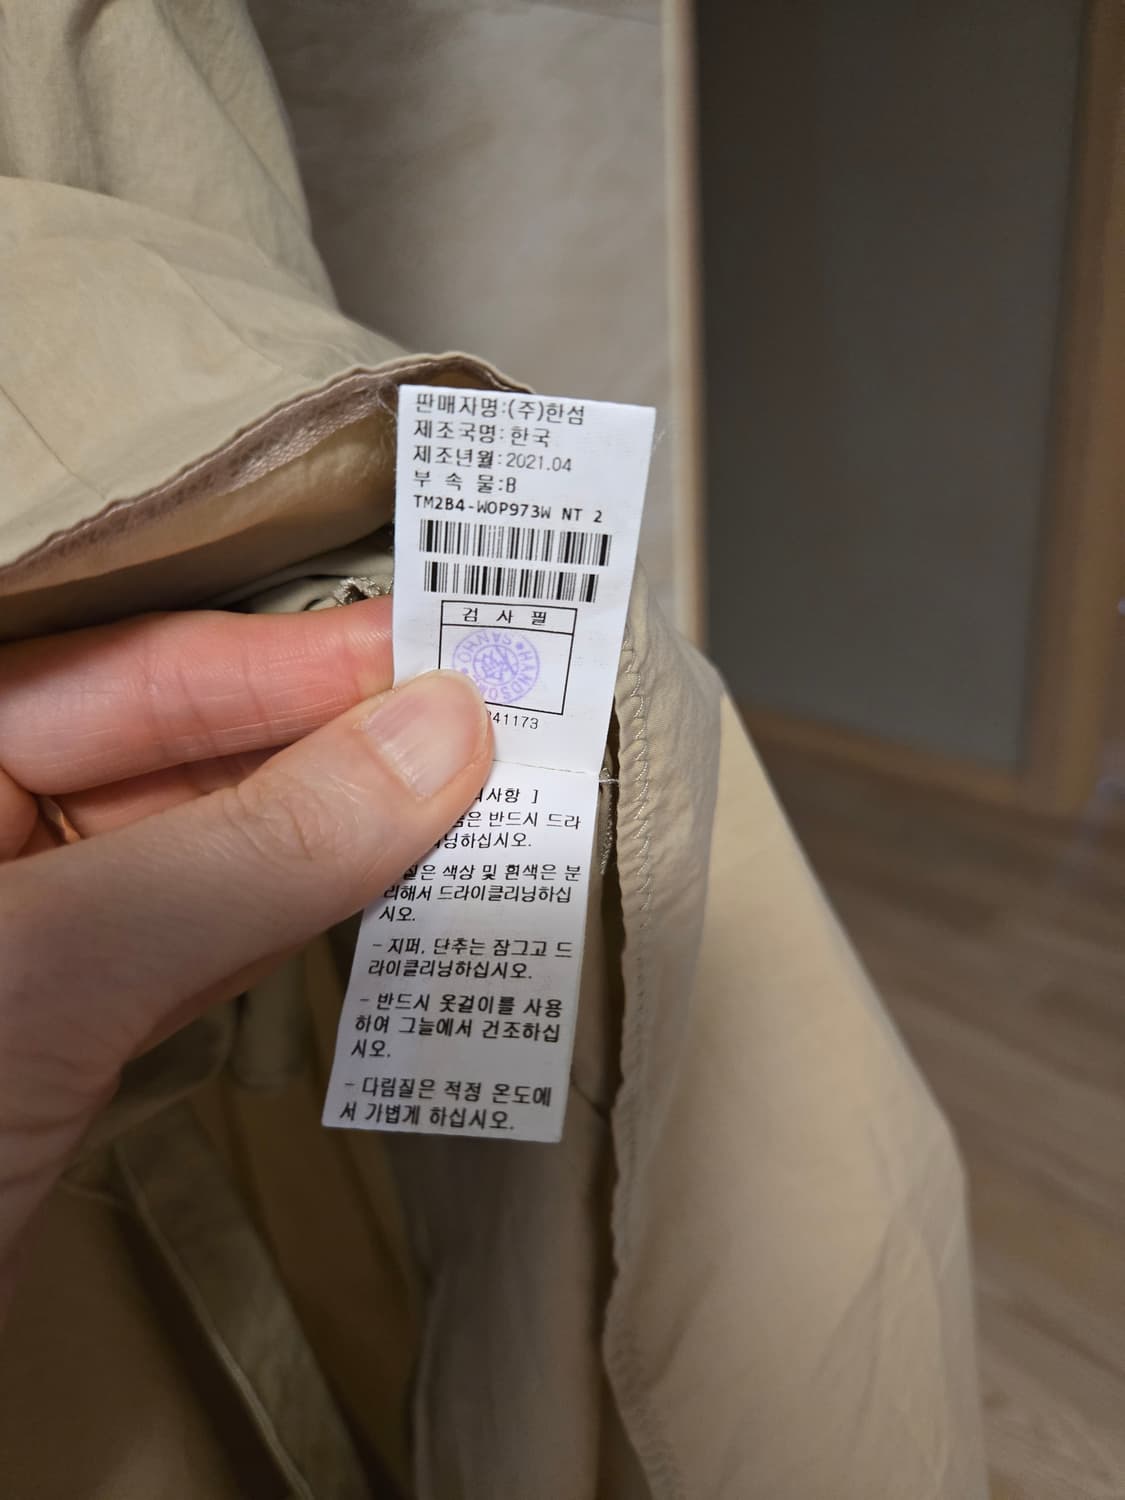 판매자명:(주)한섬
제조국명:한국
제조년월:2021.04
부 속 물:B
TM2B4-WOP973W NT 2
검 사 필
HANDSOME
41173
사항 ]
반드시 드라
하십시오.
색상 및 흰색은 분
리해서 드라이클리닝하십
시오.
- 지퍼, 단추는 잠그고 드
라이클리닝하십시오.
- 반드시 옷걸이를 사용
하여 그늘에서 건조하십
시오.
- 다림질은 적정 온도에
서 가볍게 하십시오.